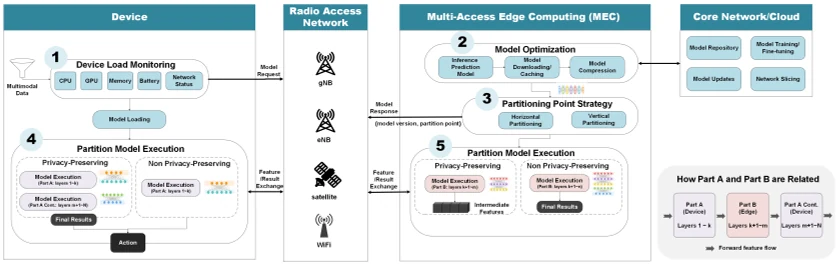 Device
Radio Access
Network
Multi-Access Edge Computing (MEC)
Core Network/Cloud
1
Device Load Monitoring
CPU
GPU
Memory
Battery
Network
Status
Multimodal
Data
Model Loading
4
Partition Model Execution
Privacy-Preserving
Model Execution
(Part A: layers 1~k)
Model Execution
(Part A Cont.: layers m+1~N)
Final Results
Non Privacy-Preserving
Model Execution
(Part A: layers 1~k)
Action
Model
Request
Feature
/Result
Exchange
gNB
eNB
satellite
WiFi
Model
Response
(model version, partition point)
Feature/
Result
Exchange
2
Model Optimization
Inference
Prediction
Model
Model
Downloading/
Caching
Model
Compression
3
Partitioning Point Strategy
Horizontal
Partitioning
Vertical
Partitioning
5
Partition Model Execution
Privacy-Preserving
Model Execution
(Part B: layers k+1~m)
Intermediate
Features
Non Privacy-Preserving
Model Execution
(Part B: layers k+1~m)
Final Results
Model Repository
Model Training/
Fine-tuning
Model Updates
Network Slicing
How Part A and Part B are Related
Part A
(Device)
Layers 1 ~ k
Part B
(Edge)
Layers k+1~m
Part A Cont.
(Device)
Layers m+1~N
Forward feature flow